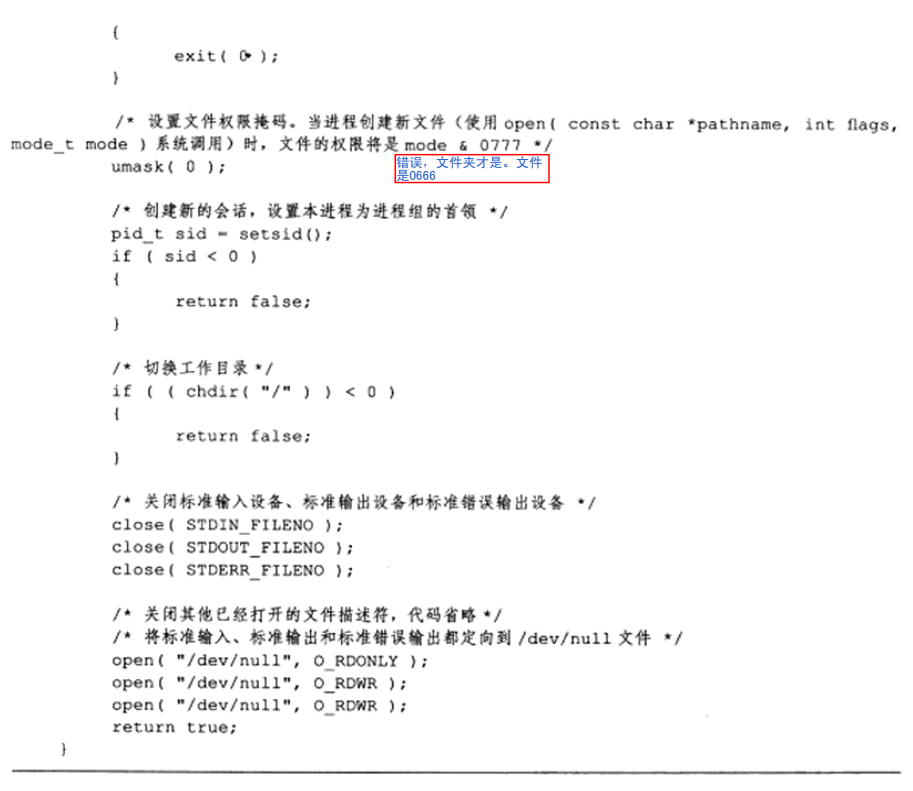 {
exit( 0 );
}
/* 设置文件权限掩码。当进程创建新文件（使用 open( const char *pathname, int flags,
mode_t mode ) 系统调用）时，文件的权限将是 mode & 0777 */
错误，文件夹才是。文件
是0666
umask( 0 );
/* 创建新的会话，设置本进程为进程组的首领 */
pid_t sid = setsid();
if ( sid < 0 )
{
return false;
}
/* 切换工作目录 */
if ( ( chdir( "/" ) ) < 0 )
{
return false;
}
/* 关闭标准输入设备、标准输出设备和标准错误输出设备 */
close( STDIN_FILENO );
close( STDOUT_FILENO );
close( STDERR_FILENO );
/* 关闭其他已经打开的文件描述符，代码省略 */
/* 将标准输入、标准输出和标准错误输出都定向到 /dev/null 文件 */
open( "/dev/null", O_RDONLY );
open( "/dev/null", O_RDWR );
open( "/dev/null", O_RDWR );
return true;
}